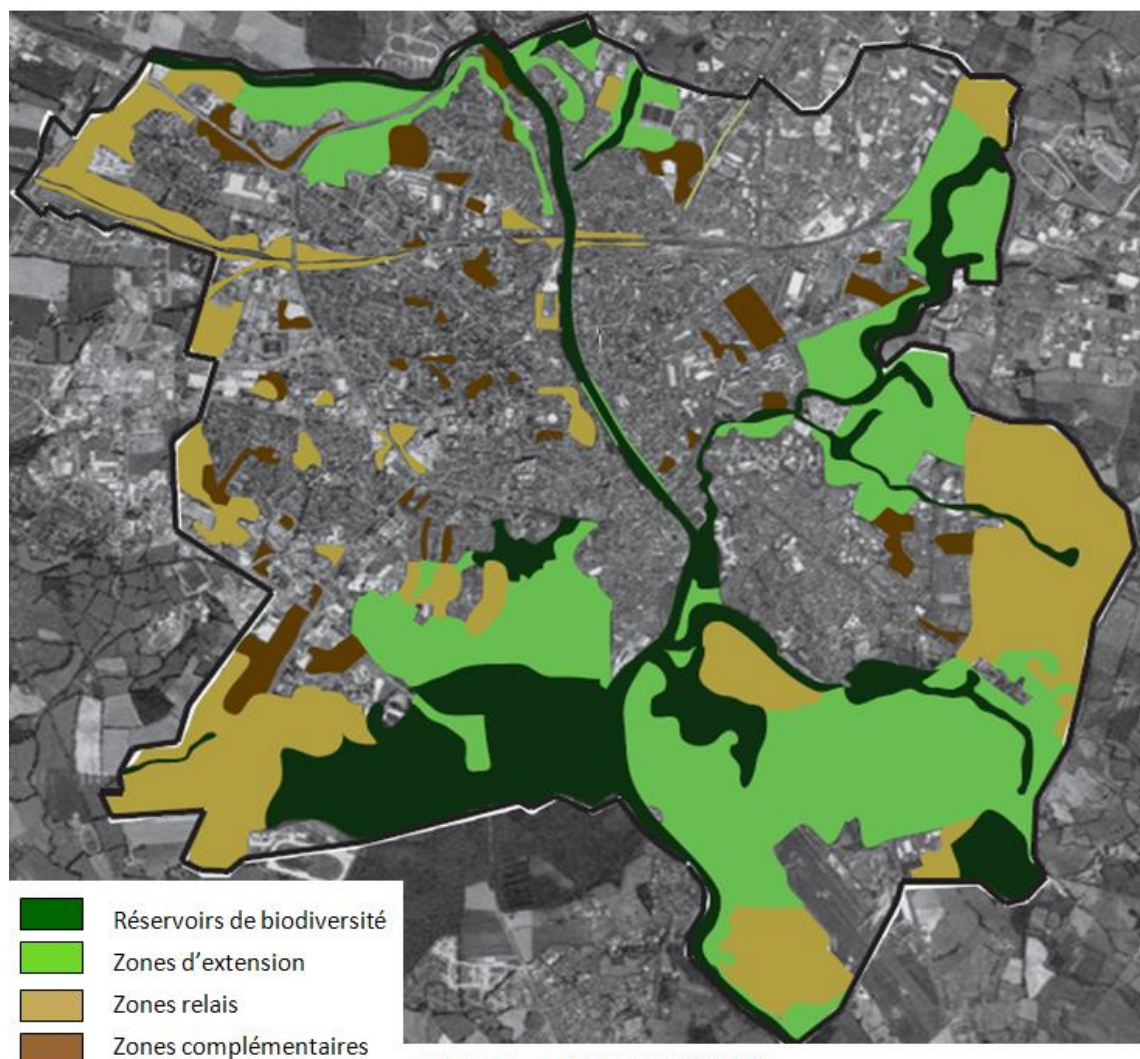 Réservoirs de biodiversité
Zones d'extension
Zones relais
Zones complémentaires